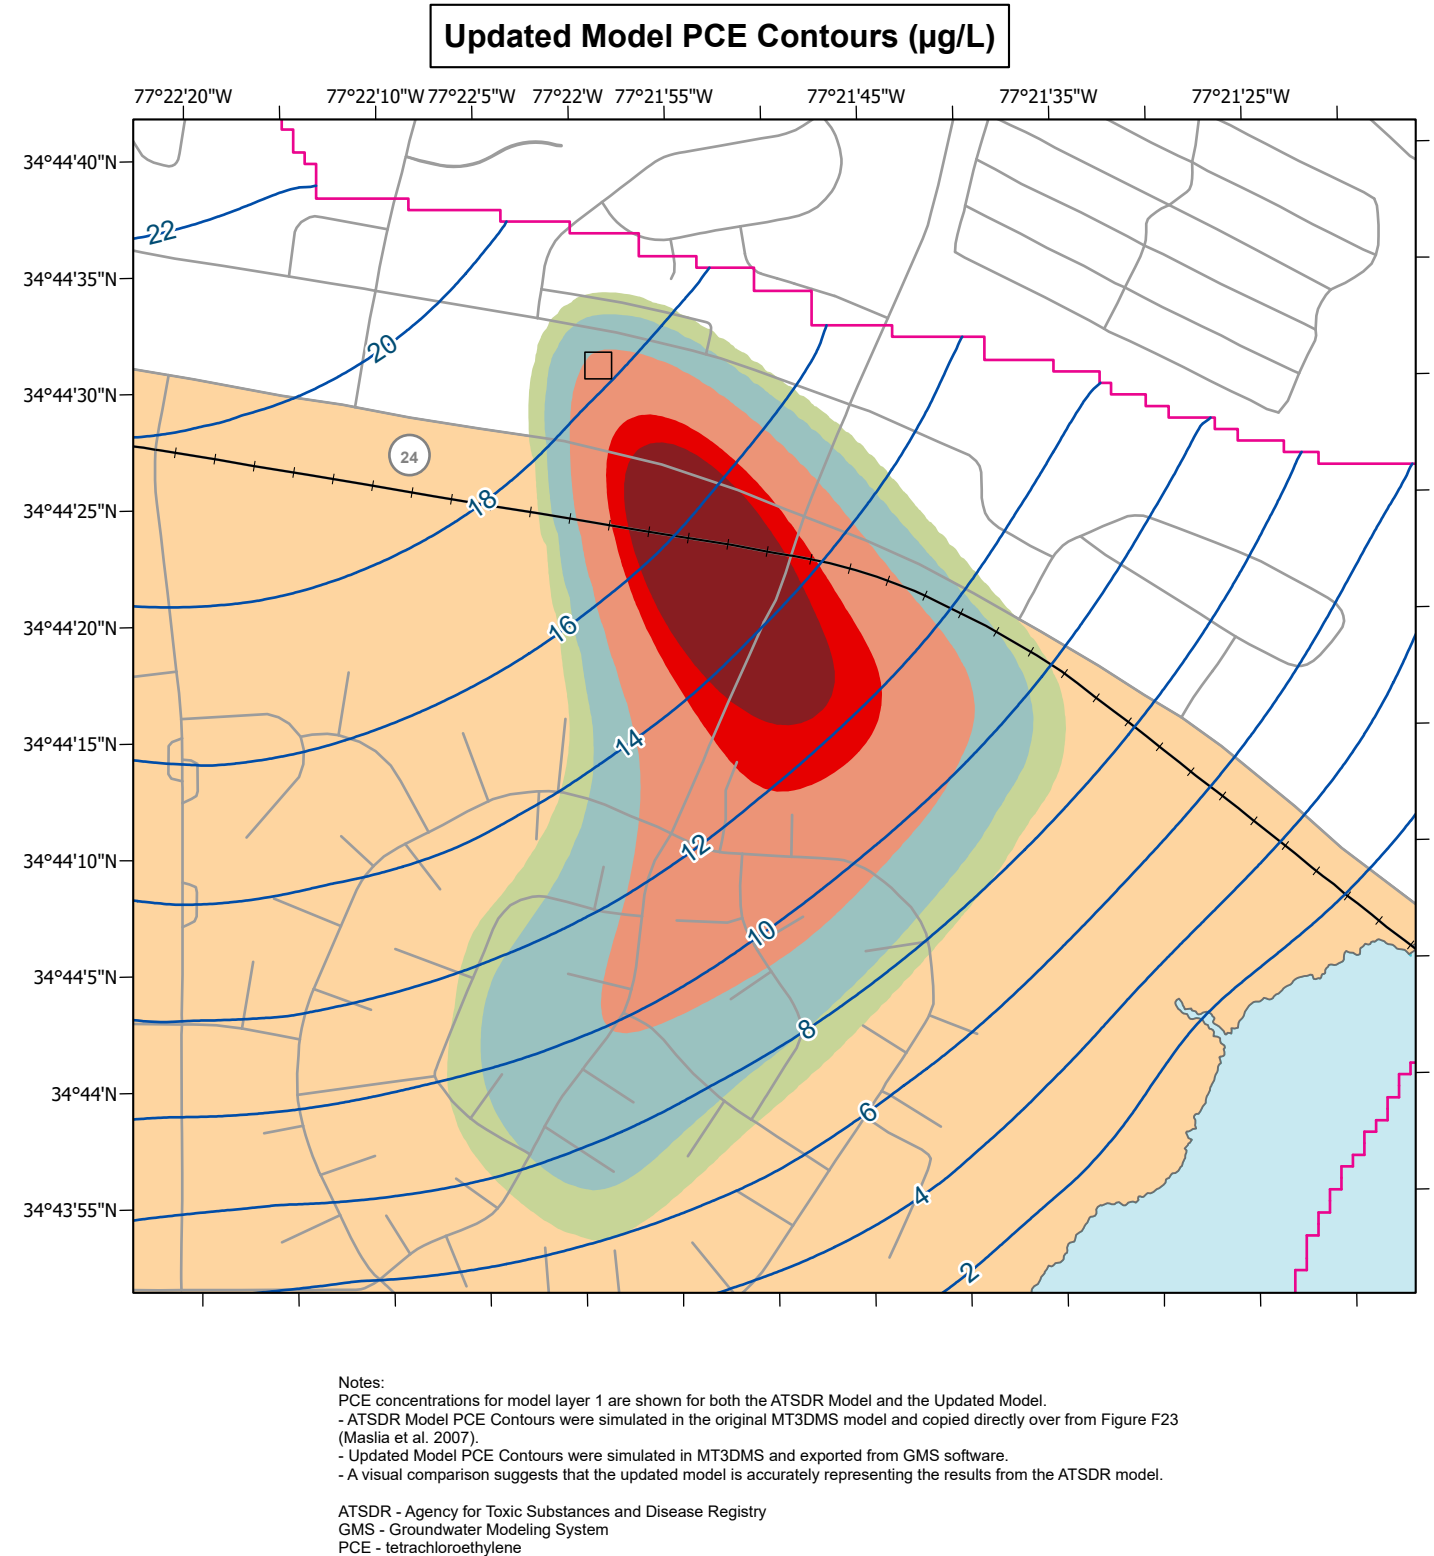 Updated Model PCE Contours (µg/L)
77°22'20"W 77°22'10"W 77°22'5"W 77°22'W 77°21'55"W 77°21'45"W 77°21'35"W 77°21'25"W
34°44'40"N
22
34°44'35"N
20
34°44'30"N
24
18
34°44'25"N
16
34°44'20"N
14
34°44'15"N
12
34°44'10"N
10
34°44'5"N
8
34°44'N
6
4
34°43'55"N
2
Notes:
PCE concentrations for model layer 1 are shown for both the ATSDR Model and the Updated Model.
- ATSDR Model PCE Contours were simulated in the original MT3DMS model and copied directly over from Figure F23
(Maslia et al. 2007).
- Updated Model PCE Contours were simulated in MT3DMS and exported from GMS software.
- A visual comparison suggests that the updated model is accurately representing the results from the ATSDR model.
ATSDR - Agency for Toxic Substances and Disease Registry
GMS - Groundwater Modeling System
PCE - tetrachloroethylene